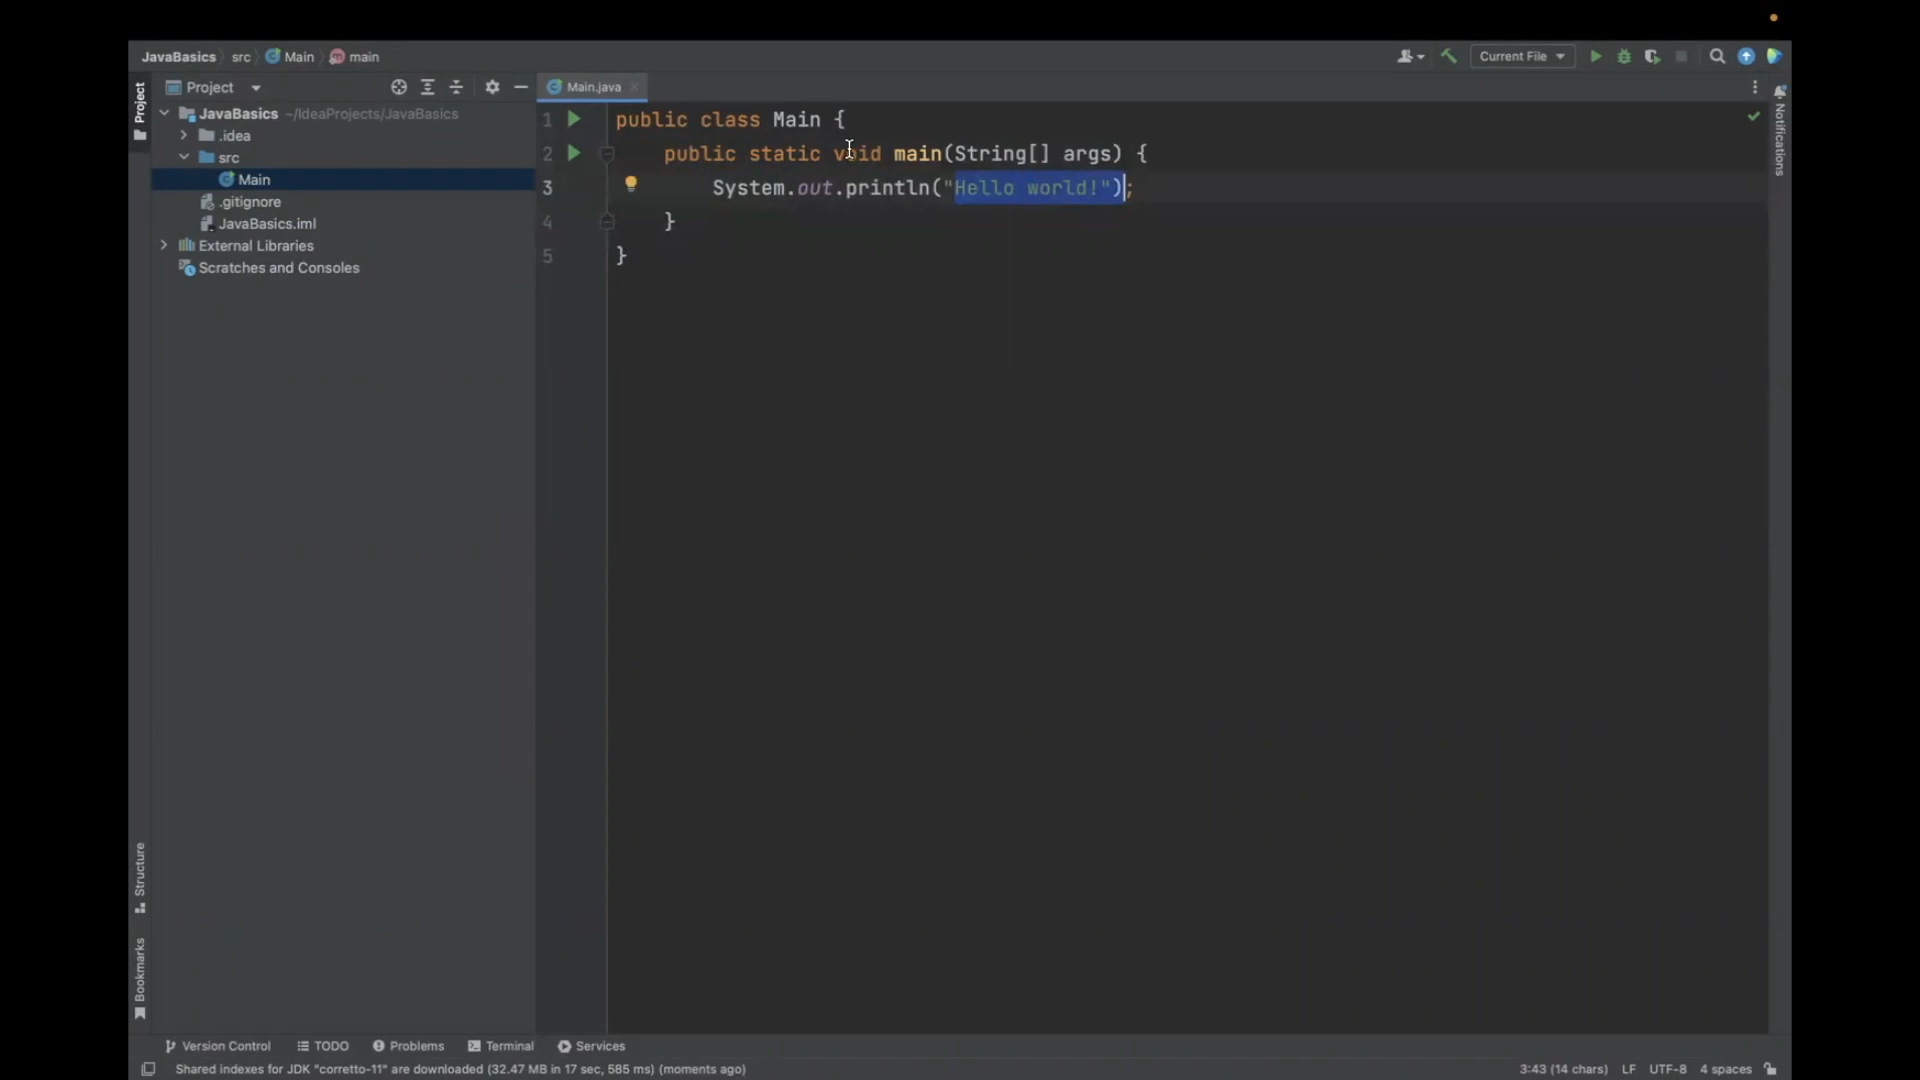 JavaBasics src Main main
Current File
Project
Project
Main.java
Notifications
JavaBasics ~/IdeaProjects/JavaBasics
.idea
src
Main
.gitignore
JavaBasics.iml
External Libraries
Scratches and Consoles
1 public class Main {
2 public static void main(String[] args) {
3 System.out.println("Hello world!");
4 }
5 }
Structure
Bookmarks
Version Control TODO Problems Terminal Services
Shared indexes for JDK "corretto-11" are downloaded (32.47 MB in 17 sec, 585 ms) (moments ago)
3:43 (14 chars) LF UTF-8 4 spaces